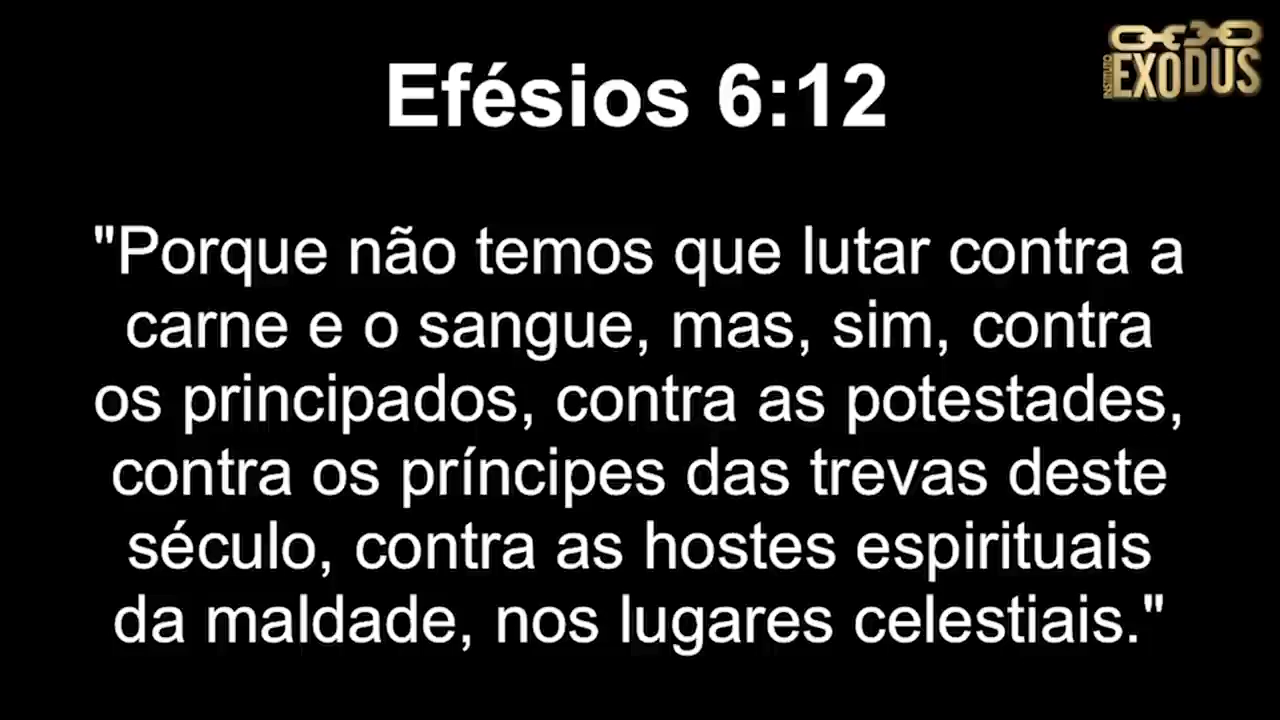 Efésios 6:12
INSTITUTO
EXODUS
"Porque não temos que lutar contra a
carne e o sangue, mas, sim, contra
os principados, contra as potestades,
contra os príncipes das trevas deste
século, contra as hostes espirituais
da maldade, nos lugares celestiais."